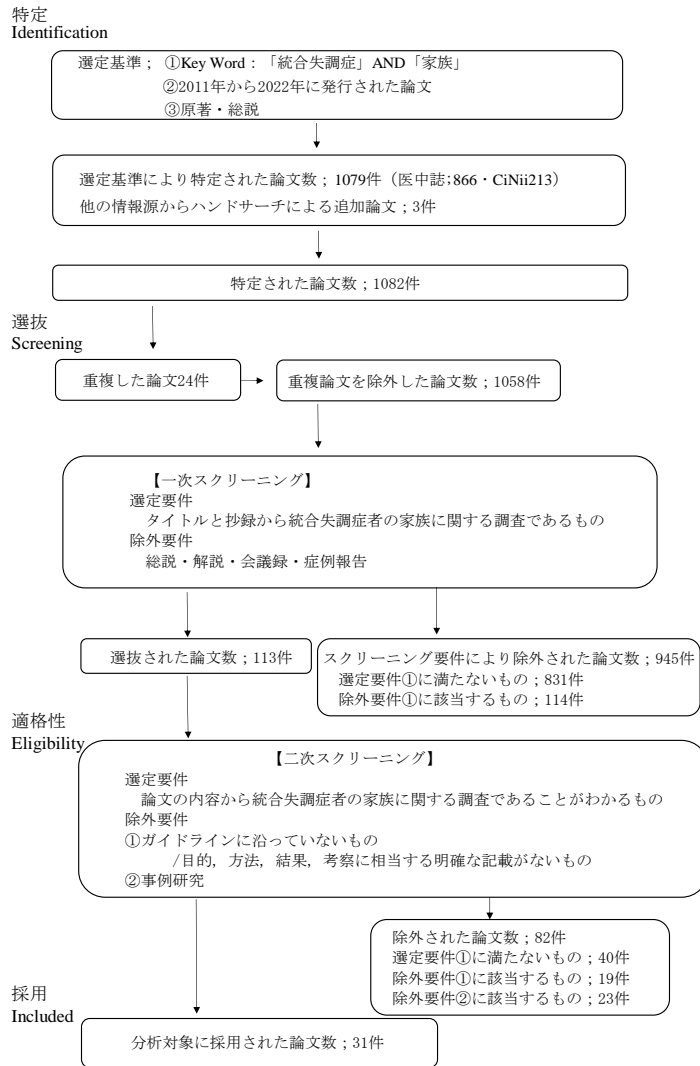 特定
Identification
選定基準； ①Key Word：「統合失調症」AND「家族」
②2011年から2022年に発行された論文
③原著・総説
選定基準により特定された論文数；1079件（医中誌;866・CiNii213）
他の情報源からハンドサーチによる追加論文；3件
特定された論文数；1082件
選抜
Screening
重複した論文24件
重複論文を除外した論文数；1058件
【一次スクリーニング】
選定要件
タイトルと抄録から統合失調症者の家族に関する調査であるもの
除外要件
総説・解説・会議録・症例報告
選抜された論文数；113件
スクリーニング要件により除外された論文数；945件
選定要件①に満たないもの；831件
除外要件①に該当するもの；114件
適格性
Eligibility
【二次スクリーニング】
選定要件
論文の内容から統合失調症者の家族に関する調査であることがわかるもの
除外要件
①ガイドラインに沿っていないもの
/目的，方法，結果，考察に相当する明確な記載がないもの
②事例研究
除外された論文数；82件
選定要件①に満たないもの；40件
除外要件①に該当するもの；19件
除外要件②に該当するもの；23件
採用
Included
分析対象に採用された論文数；31件